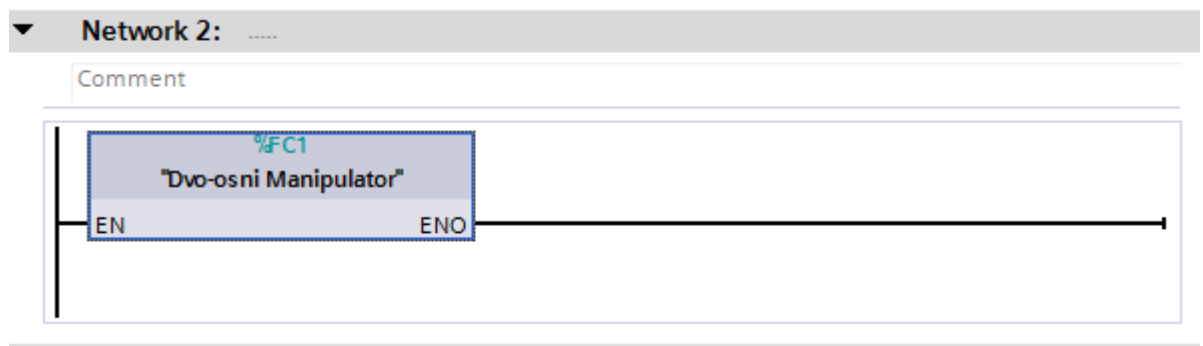 Network 2: .....
Comment
%FC1
"Dvo-osni Manipulator"
EN ENO